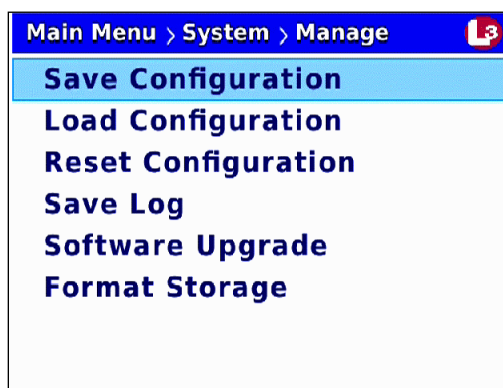 Main Menu > System > Manage L3
Save Configuration
Load Configuration
Reset Configuration
Save Log
Software Upgrade
Format Storage